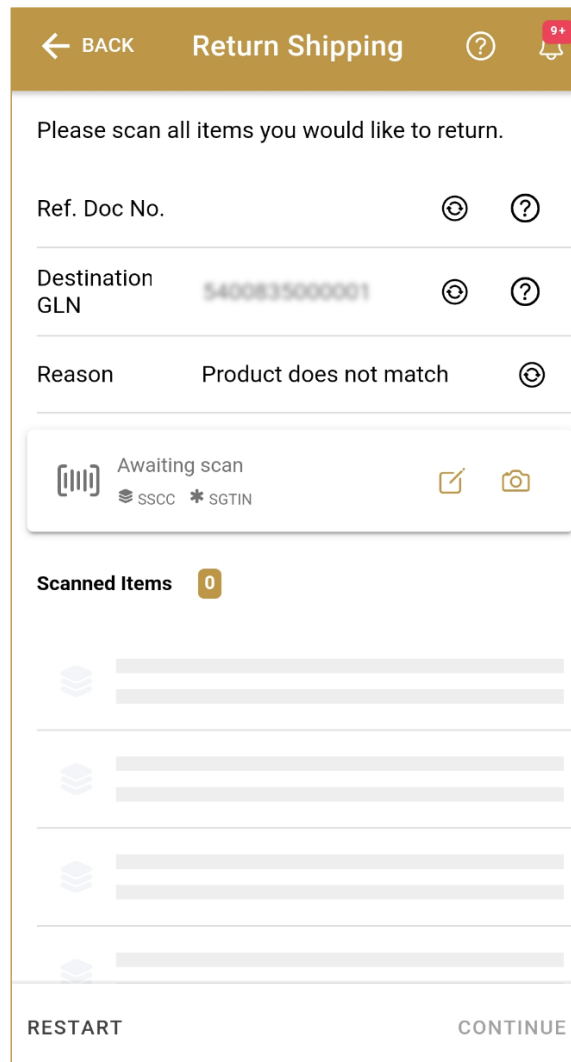 BACK Return Shipping ? 9+
Please scan all items you would like to return.
Ref. Doc No. ?
Destination
GLN 5400835000001 ?
Reason Product does not match
Awaiting scan
SSCC * SGTIN
Scanned Items 0
RESTART CONTINUE